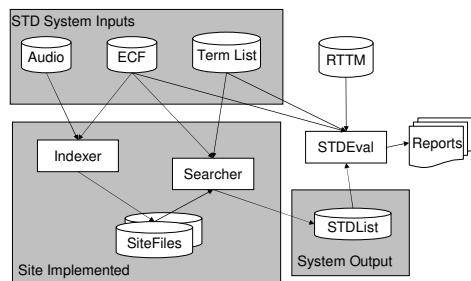 STD System Inputs
Audio
ECF
Term List
RTTM
Indexer
Searcher
STDEval
Reports
SiteFiles
STDList
Site Implemented
System Output